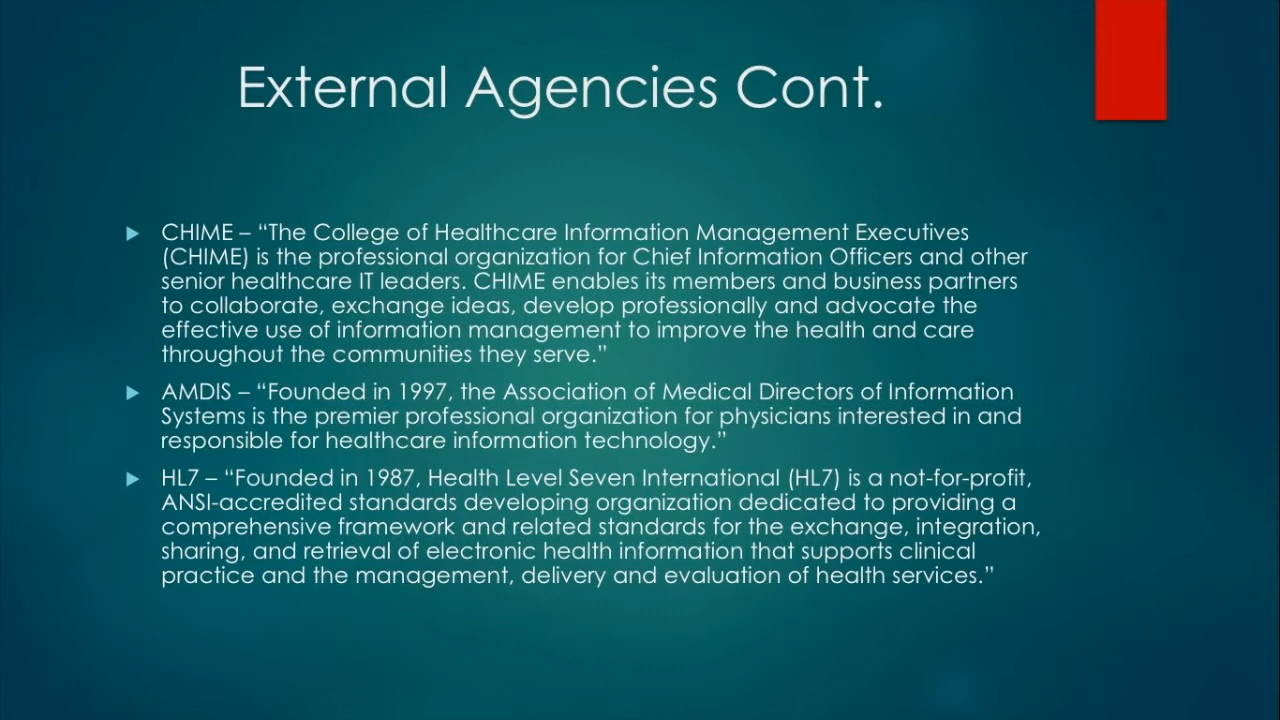 External Agencies Cont.
CHIME – “The College of Healthcare Information Management Executives
(CHIME) is the professional organization for Chief Information Officers and other
senior healthcare IT leaders. CHIME enables its members and business partners
to collaborate, exchange ideas, develop professionally and advocate the
effective use of information management to improve the health and care
throughout the communities they serve.”
AMDIS – “Founded in 1997, the Association of Medical Directors of Information
Systems is the premier professional organization for physicians interested in and
responsible for healthcare information technology.”
HL7 – “Founded in 1987, Health Level Seven International (HL7) is a not-for-profit,
ANSI-accredited standards developing organization dedicated to providing a
comprehensive framework and related standards for the exchange, integration,
sharing, and retrieval of electronic health information that supports clinical
practice and the management, delivery and evaluation of health services.”